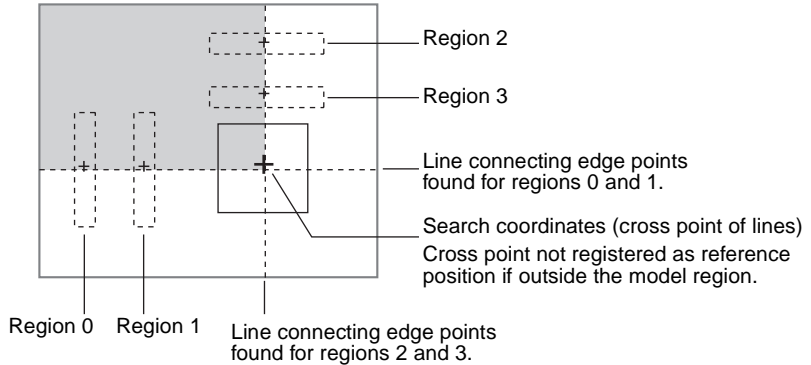 Region 2
Region 3
Line connecting edge points
found for regions 0 and 1.
Search coordinates (cross point of lines)
Cross point not registered as reference
position if outside the model region.
Region 0
Region 1
Line connecting edge points
found for regions 2 and 3.